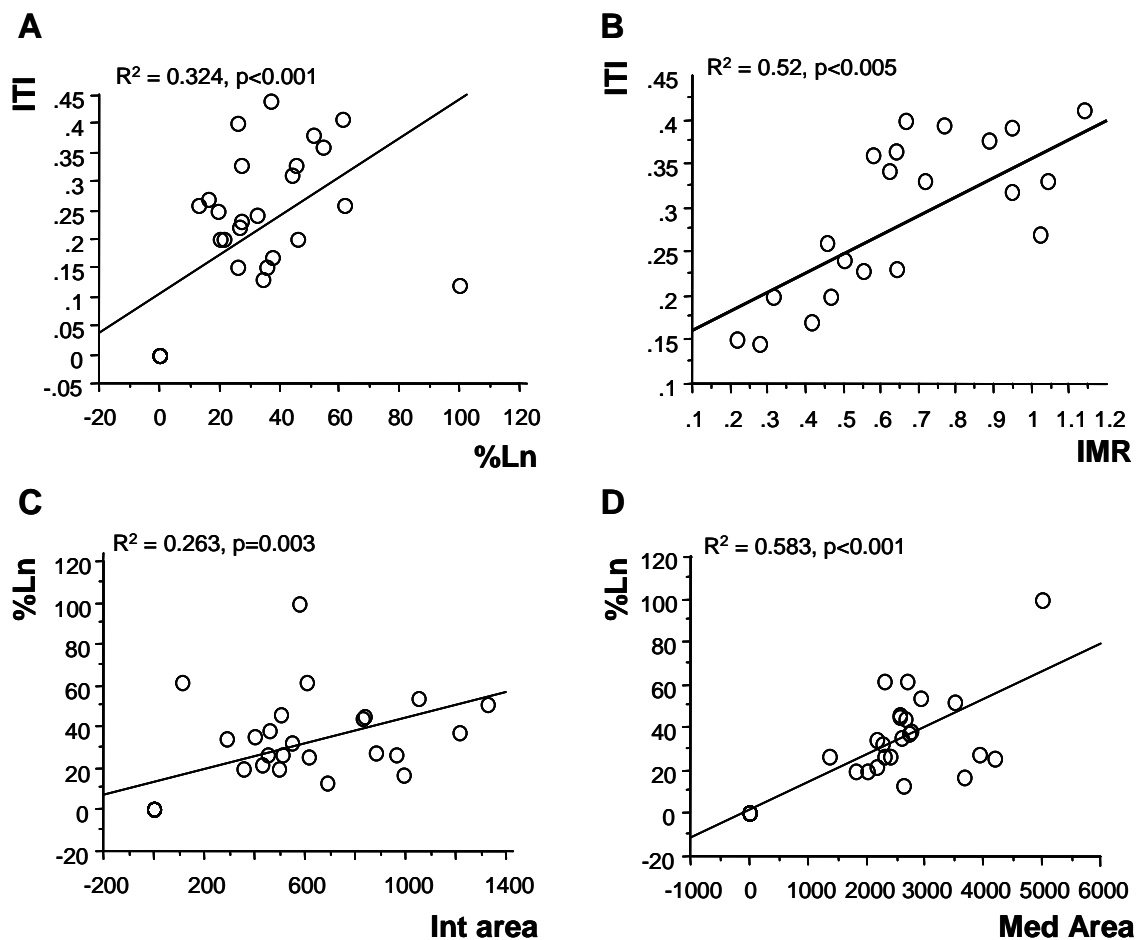 A
R² = 0.324, p<0.001
ITI
.45
.4
.35
.3
.25
.2
.15
.1
.05
0
-.05
-20 0 20 40 60 80 100 120
%Ln
B
R² = 0.52, p<0.005
ITI
.45
.4
.35
.3
.25
.2
.15
.1
.1 .2 .3 .4 .5 .6 .7 .8 .9 1 1.1 1.2
IMR
C
R² = 0.263, p=0.003
%Ln
120
100
80
60
40
20
0
-20
-200 200 600 1000 1400
Int area
D
R² = 0.583, p<0.001
%Ln
120
100
80
60
40
20
0
-20
-1000 0 1000 2000 3000 4000 5000 6000
Med Area